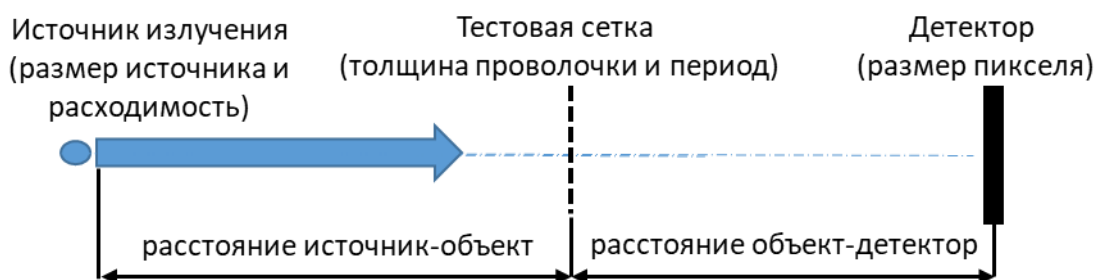 Источник излучения
(размер источника и
расходимость)
Тестовая сетка
(толщина проволочки и период)
Детектор
(размер пикселя)
расстояние источник-объект
расстояние объект-детектор